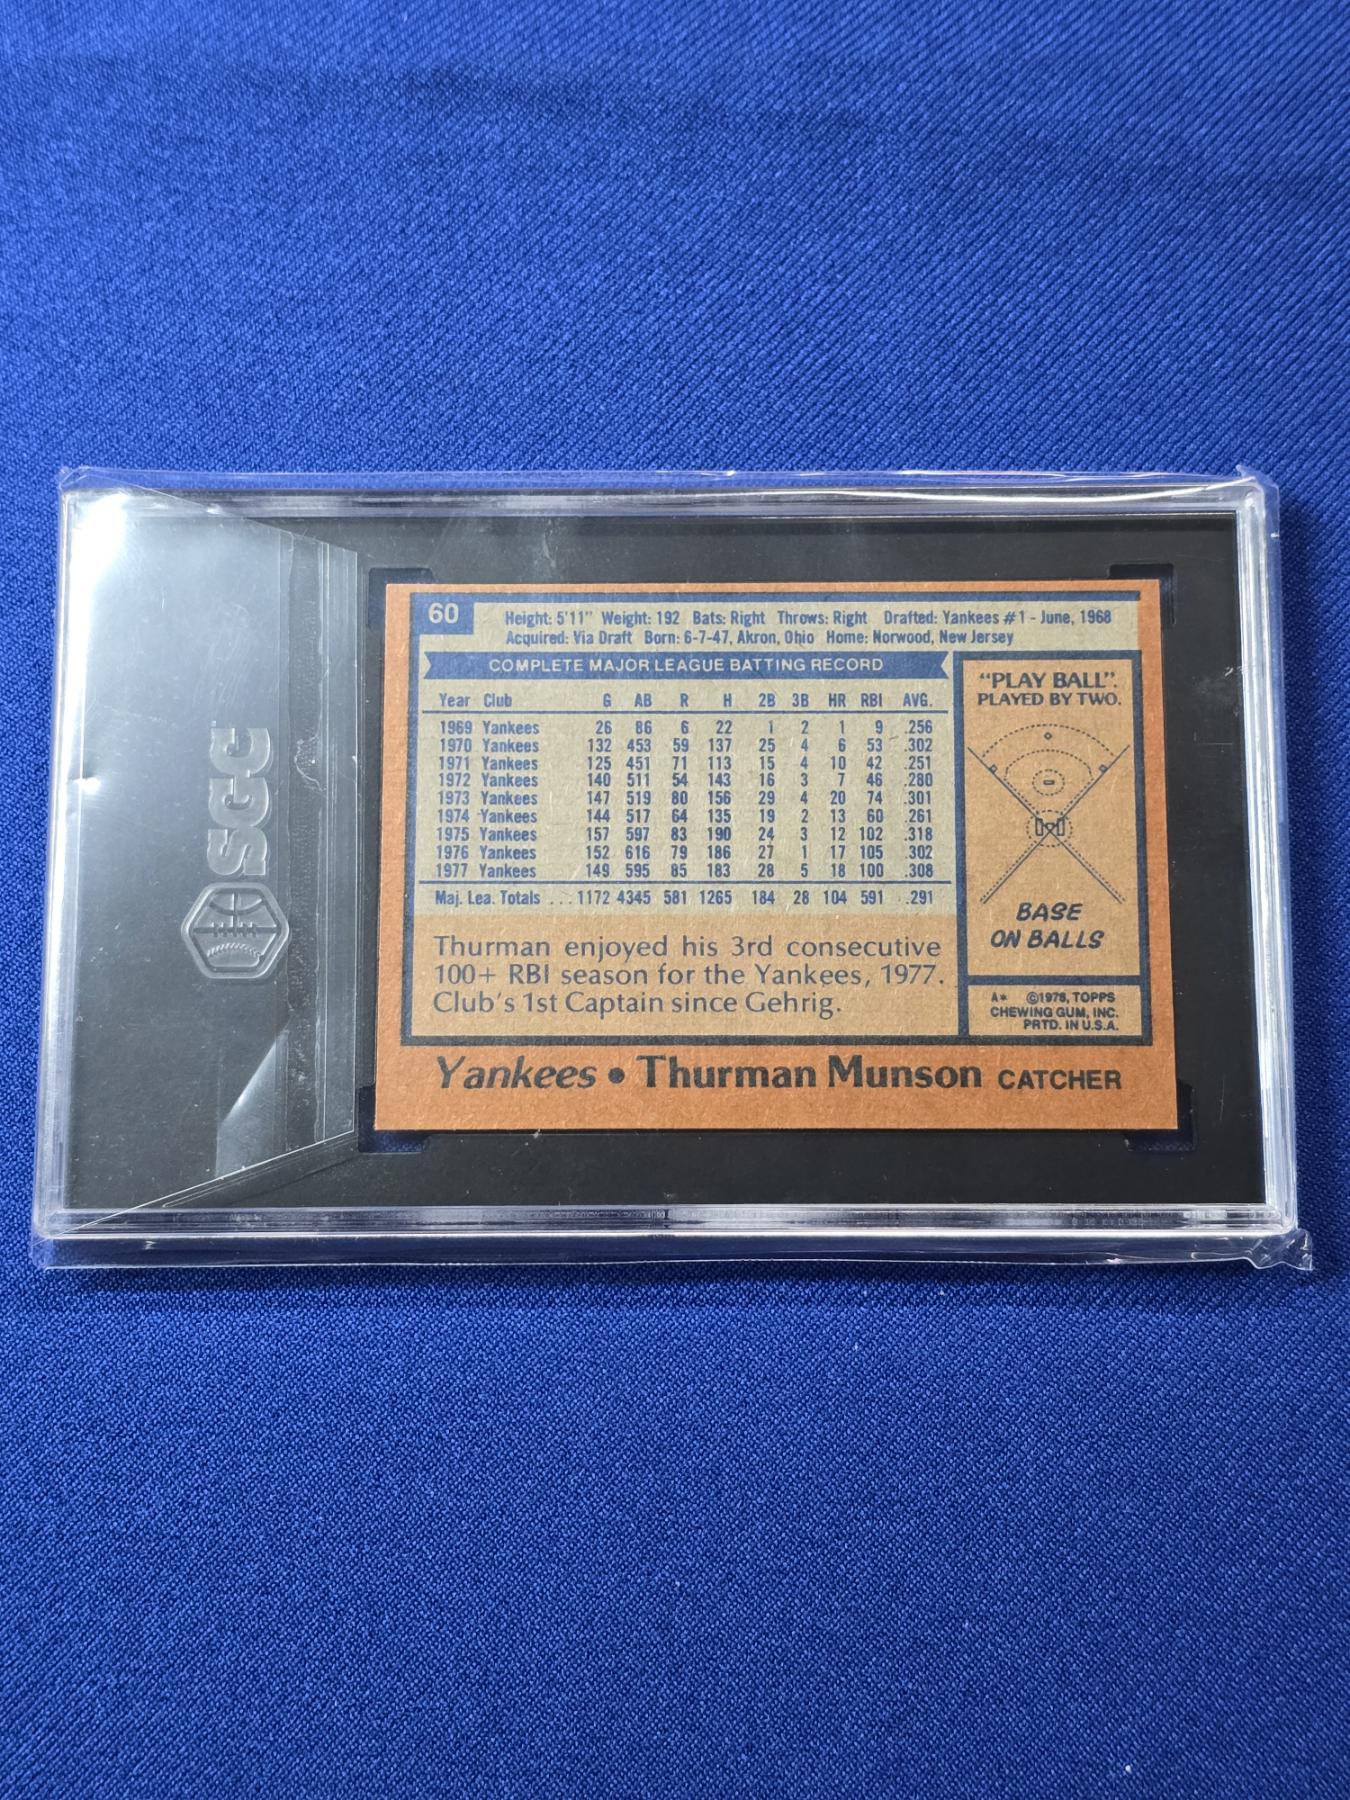 SGC
60
Height: 5'11" Weight: 192 Bats: Right Throws: Right Drafted: Yankees #1 - June, 1968
Acquired: Via Draft Born: 6-7-47, Akron, Ohio Home: Norwood, New Jersey
COMPLETE MAJOR LEAGUE BATTING RECORD
Year Club G AB R H 2B 3B HR RBI AVG.
1969 Yankees 26 86 6 22 1 2 1 9 .256
1970 Yankees 132 453 59 137 25 4 6 53 .302
1971 Yankees 125 451 71 113 15 4 10 42 .251
1972 Yankees 140 511 54 143 16 3 7 46 .280
1973 Yankees 147 519 80 156 29 4 20 74 .301
1974 Yankees 144 517 64 135 19 2 13 60 .261
1975 Yankees 157 597 83 190 24 3 12 102 .318
1976 Yankees 152 616 79 186 27 1 17 105 .302
1977 Yankees 149 595 85 183 28 5 18 100 .308
Maj. Lea. Totals ... 1172 4345 581 1265 184 28 104 591 .291
Thurman enjoyed his 3rd consecutive
100+ RBI season for the Yankees, 1977.
Club's 1st Captain since Gehrig.
"PLAY BALL"
PLAYED BY TWO.
BASE
ON BALLS
A* ©1978, TOPPS
CHEWING GUM, INC.
PRTD. IN U.S.A.
Yankees • Thurman Munson CATCHER